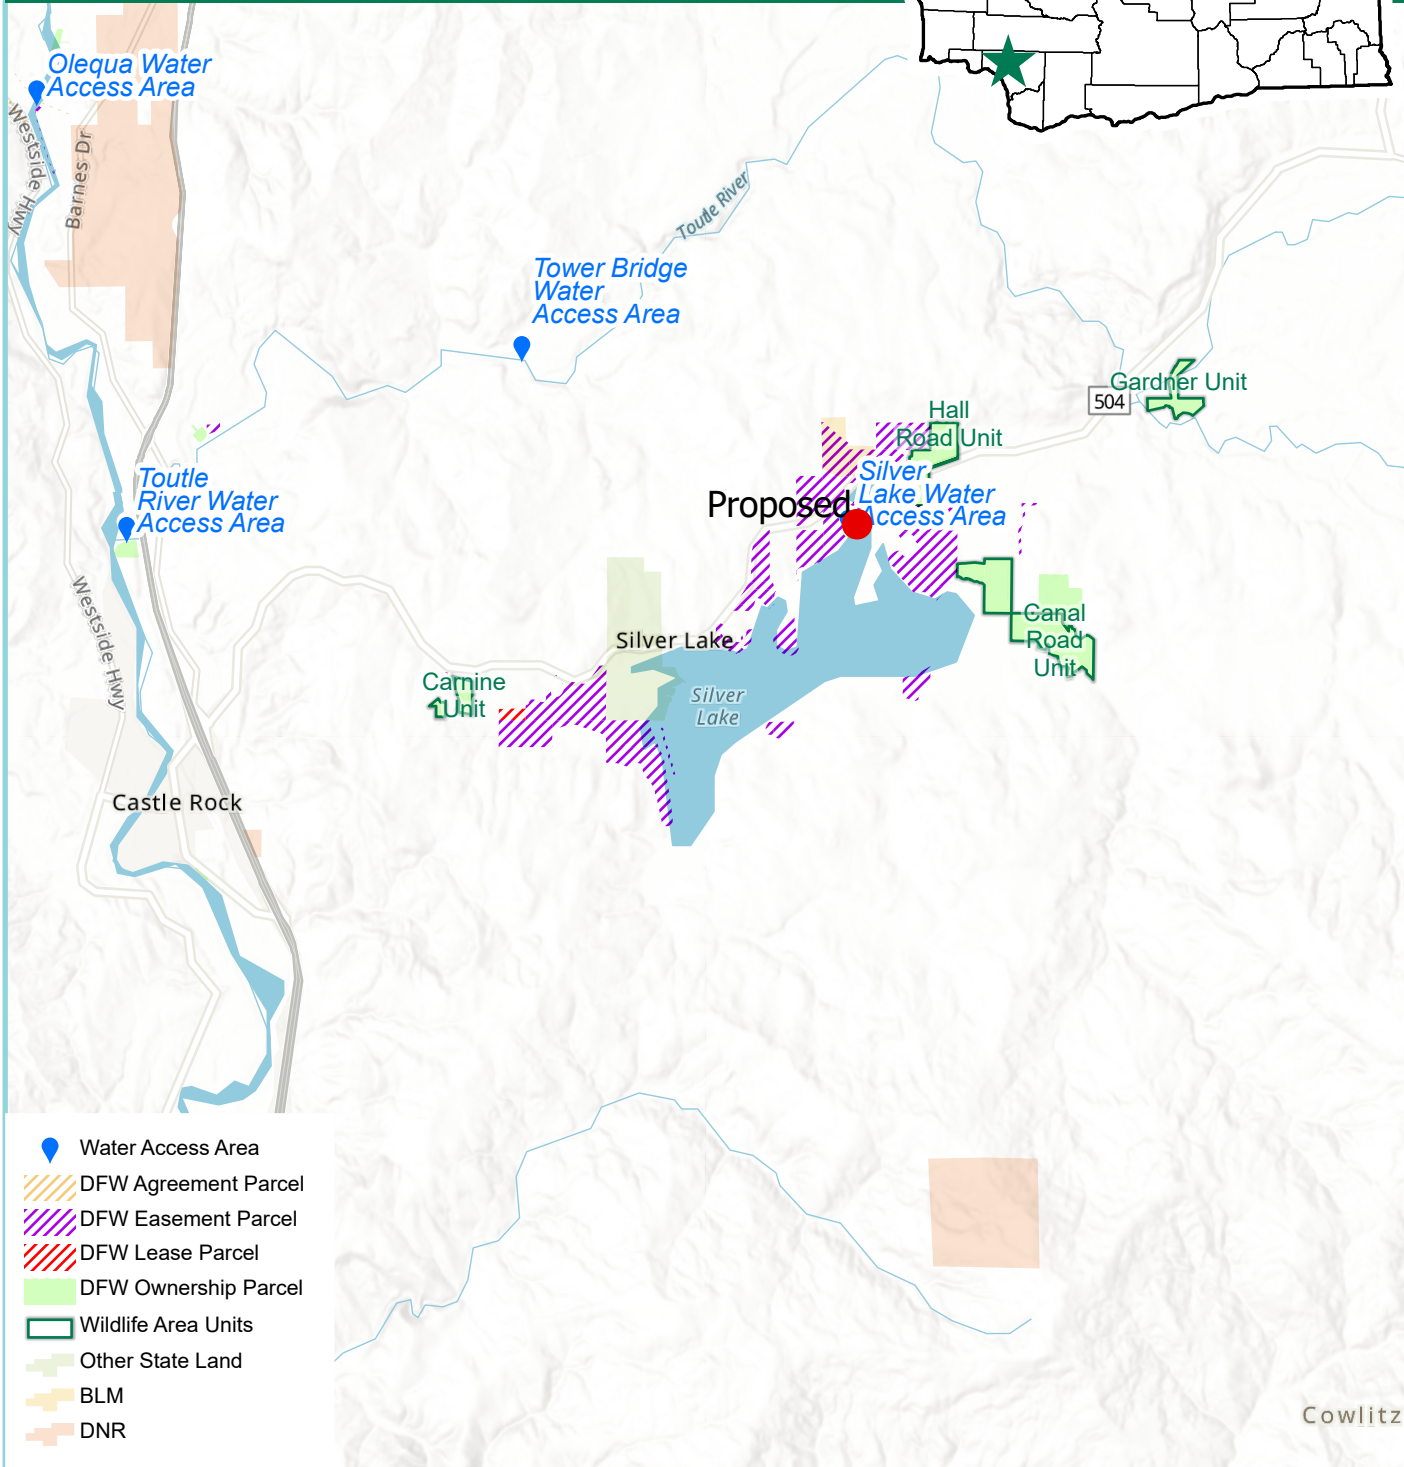 Olequa Water
Access Area
Westside Hwy
Barnes Dr
Toutle River
Tower Bridge
Water
Access Area
504
Gardner Unit
Hall
Road Unit
Toutle
River Water
Access Area
Silver
Lake Water
Access Area
Proposed
Westside Hwy
Silver Lake
Canal
Road
Unit
Carnine
Unit
Silver
Lake
Castle Rock
Water Access Area
DFW Agreement Parcel
DFW Easement Parcel
DFW Lease Parcel
DFW Ownership Parcel
Wildlife Area Units
Other State Land
BLM
DNR
Cowlitz